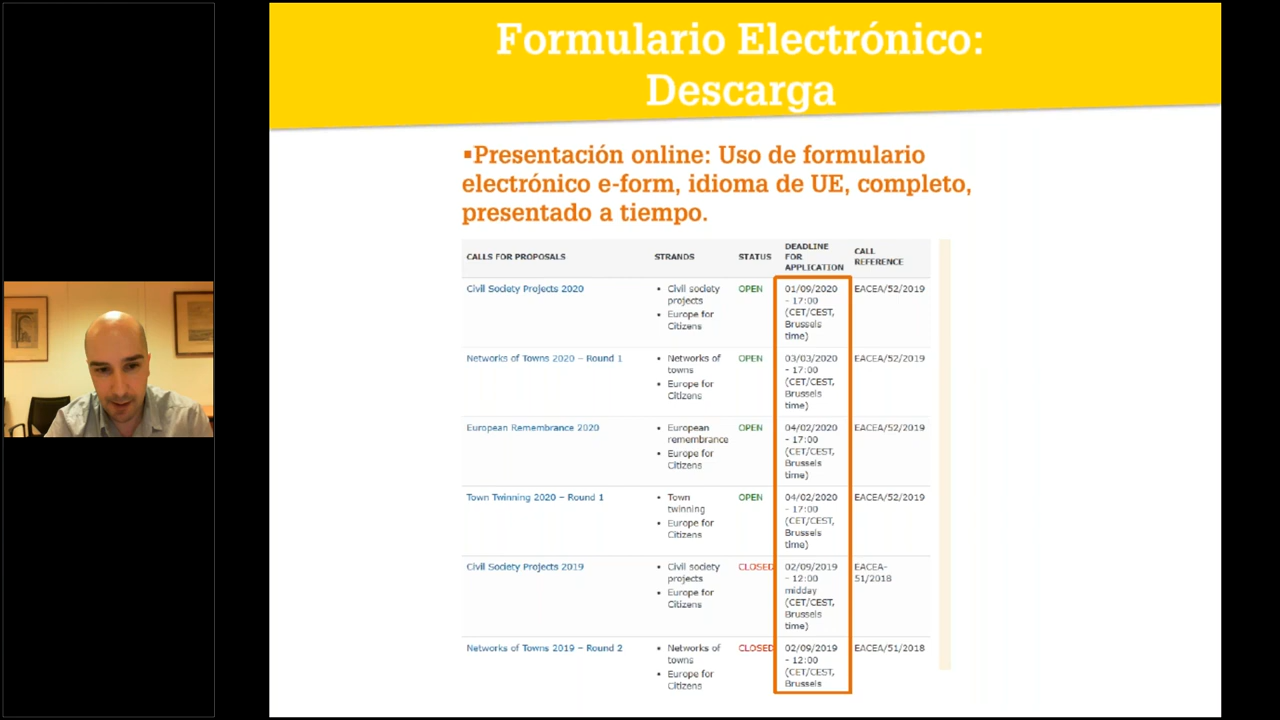 Formulario Electrónico:
Descarga
▪Presentación online: Uso de formulario
electrónico e-form, idioma de UE, completo,
presentado a tiempo.
CALLS FOR PROPOSALS STRANDS STATUS DEADLINE FOR APPLICATION CALL REFERENCE
Civil Society Projects 2020
• Civil society
projects
• Europe for
Citizens
OPEN
01/09/2020
- 17:00
(CET/CEST,
Brussels
time)
EACEA/52/2019
Networks of Towns 2020 – Round 1
• Networks of
towns
• Europe for
Citizens
OPEN
03/03/2020
- 17:00
(CET/CEST,
Brussels
time)
EACEA/52/2019
European Remembrance 2020
• European
remembrance
• Europe for
Citizens
OPEN
04/02/2020
- 17:00
(CET/CEST,
Brussels
time)
EACEA/52/2019
Town Twinning 2020 – Round 1
• Town
twinning
• Europe for
Citizens
OPEN
04/02/2020
- 17:00
(CET/CEST,
Brussels
time)
EACEA/52/2019
Civil Society Projects 2019
• Civil society
projects
• Europe for
Citizens
CLOSED
02/09/2019
- 12:00
midday
(CET/CEST,
Brussels
time)
EACEA-
51/2018
Networks of Towns 2019 – Round 2
• Networks of
towns
• Europe for
Citizens
CLOSED
02/09/2019
- 12:00
(CET/CEST,
Brussels
EACEA/51/2018